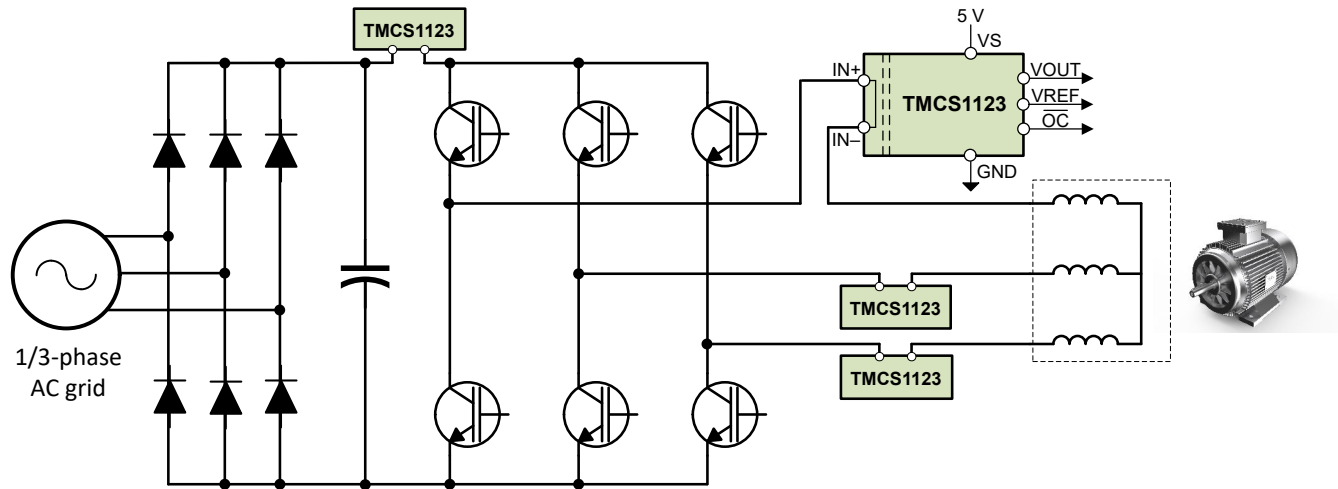 TMCS1123
5 V
VS
IN+
TMCS1123
VOUT
VREF
OC
IN–
GND
TMCS1123
1/3-phase
AC grid
TMCS1123